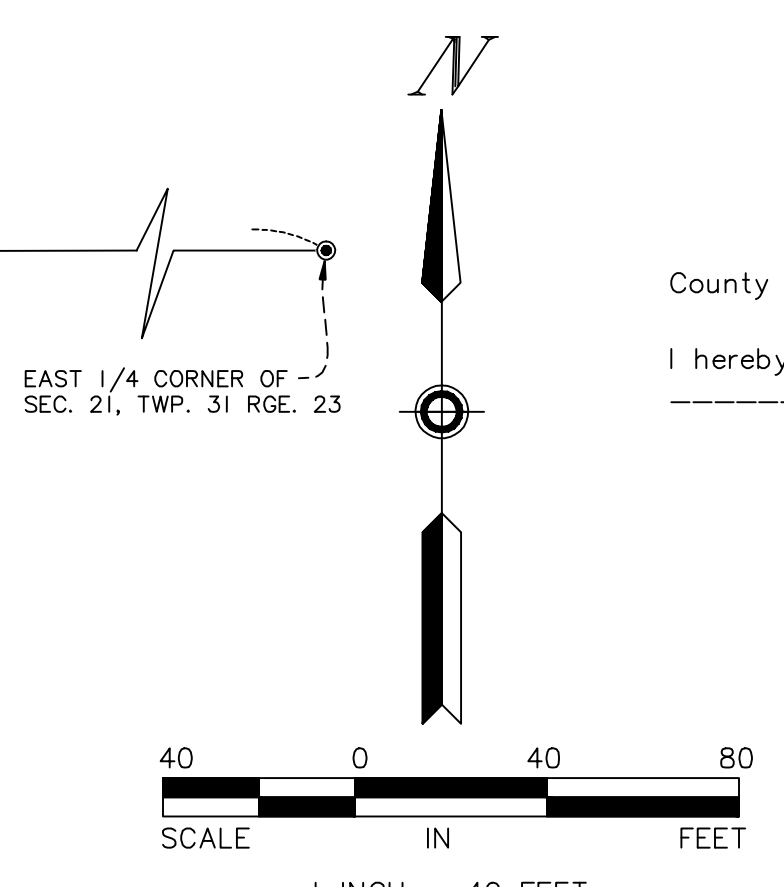 N
County
I hereby
EAST 1/4 CORNER OF
SEC. 21, TWP. 31 RGE. 23
40 0 40 80
SCALE IN FEET